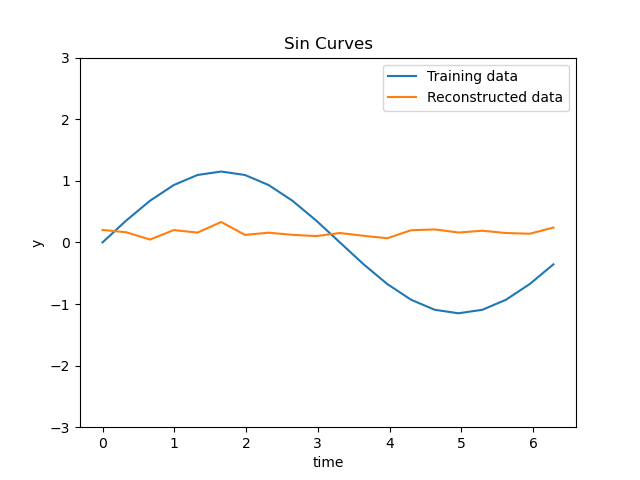 Sin Curves
Training data
Reconstructed data
3
2
1
0
−1
−2
−3
y
0 1 2 3 4 5 6
time